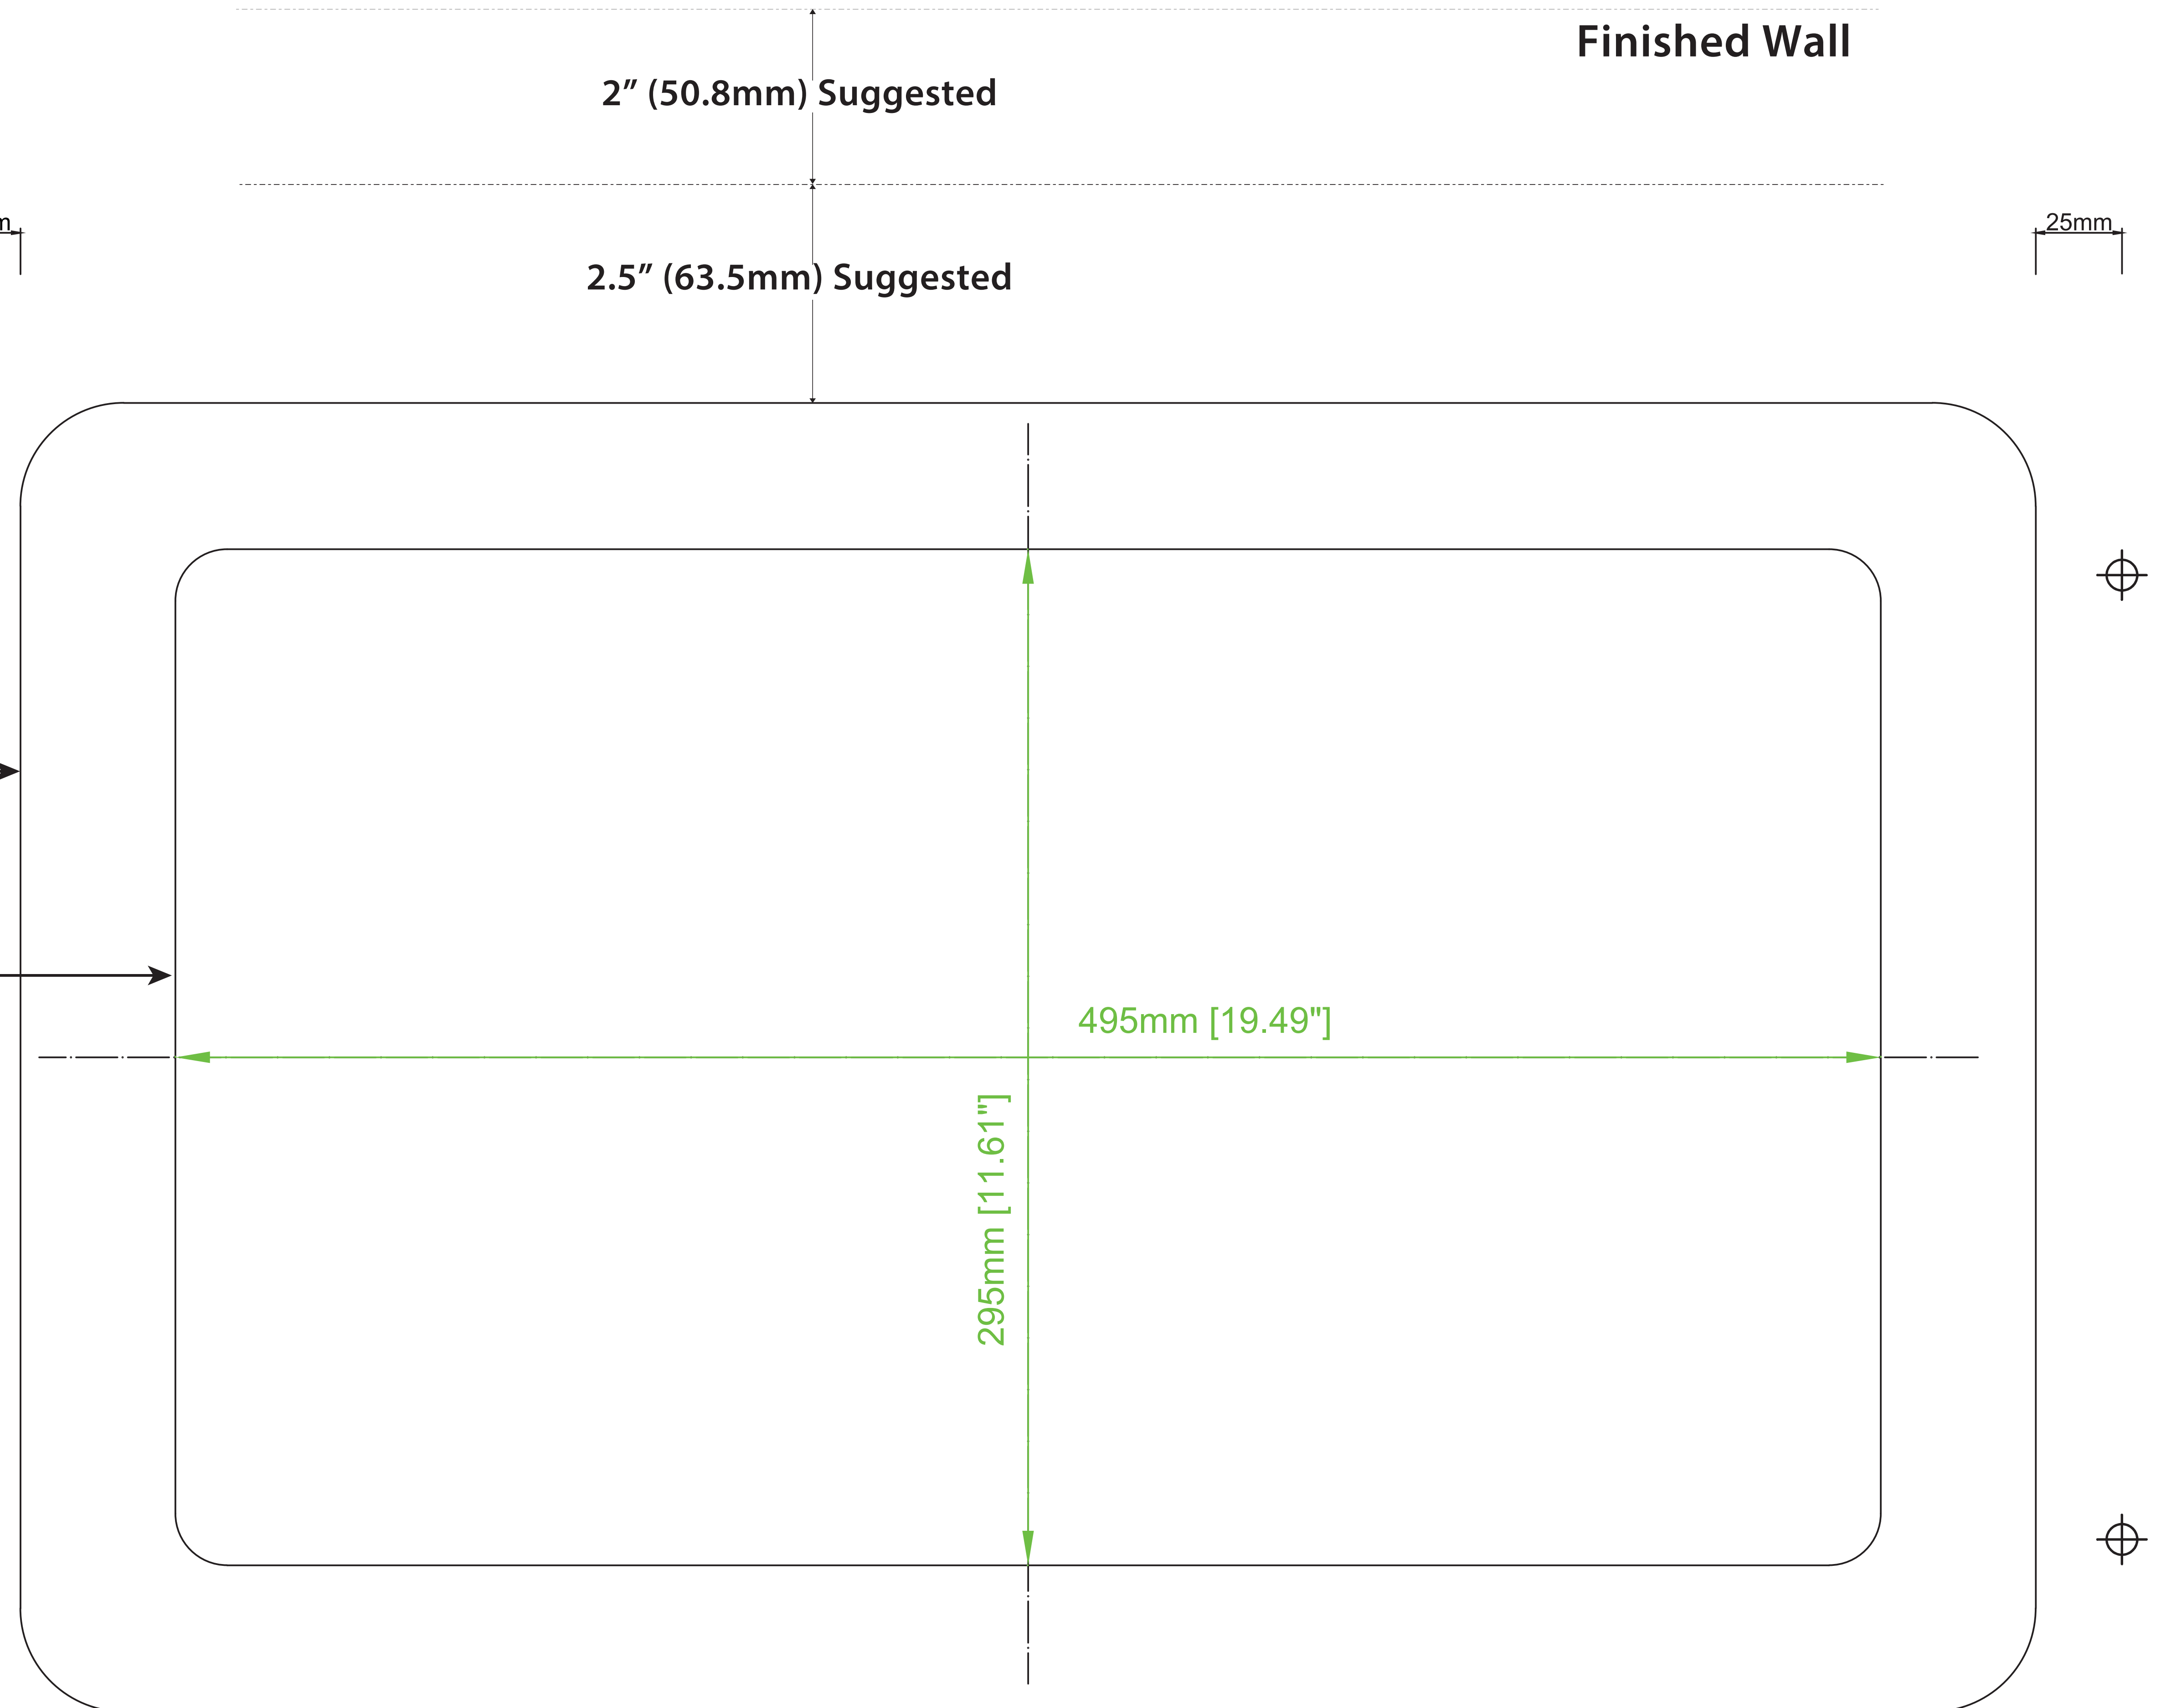 Finished Wall
2” (50.8mm) Suggested
25mm
2.5” (63.5mm) Suggested
495mm [19.49"]
295mm [11.61"]